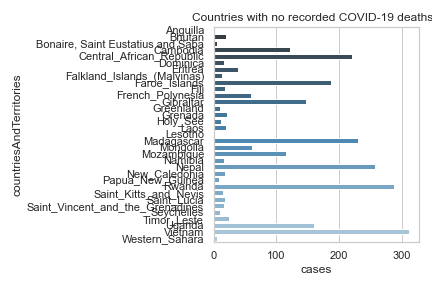 Countries with no recorded COVID-19 deaths
countriesAndTerritories
Anguilla
Bhutan
Bonaire, Saint Eustatius and Saba
Cambodia
Central_African_Republic
Dominica
Eritrea
Falkland_Islands_(Malvinas)
Faroe_Islands
Fiji
French_Polynesia
Gibraltar
Greenland
Grenada
Holy_See
Laos
Lesotho
Madagascar
Mongolia
Mozambique
Namibia
Nepal
New_Caledonia
Papua_New_Guinea
Rwanda
Saint_Kitts_and_Nevis
Saint_Lucia
Saint_Vincent_and_the_Grenadines
Seychelles
Timor_Leste
Uganda
Vietnam
Western_Sahara
0 100 200 300
cases